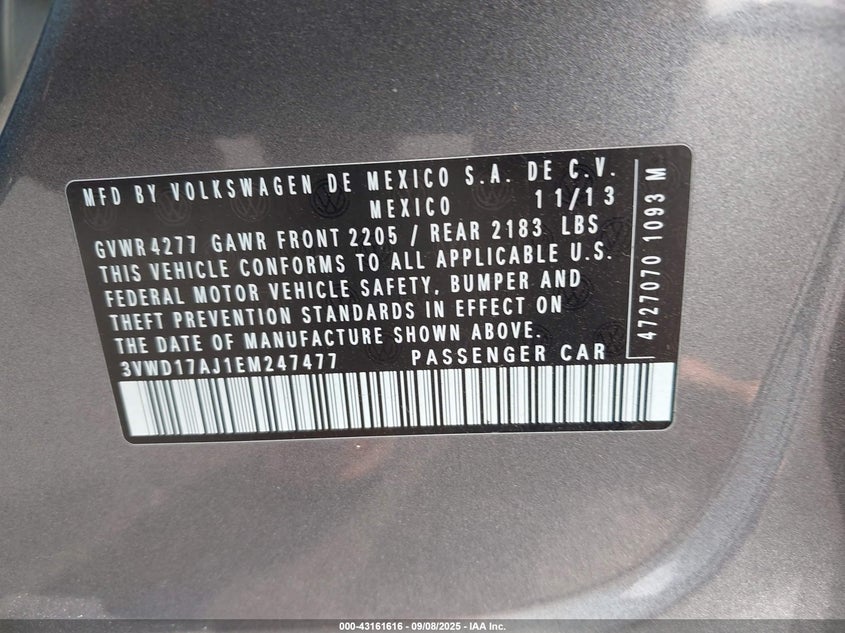 MFD BY VOLKSWAGEN DE MEXICO S.A. DE C.V.
MEXICO 11/13
GVWR 4277 GAWR FRONT 2205 / REAR 2183 LBS
THIS VEHICLE CONFORMS TO ALL APPLICABLE U.S.
FEDERAL MOTOR VEHICLE SAFETY, BUMPER AND
THEFT PREVENTION STANDARDS IN EFFECT ON
THE DATE OF MANUFACTURE SHOWN ABOVE.
3VWD17AJ1EM247477 PASSENGER CAR
4727070 1093 M
000-43161616 - 09/08/2025 - IAA Inc.